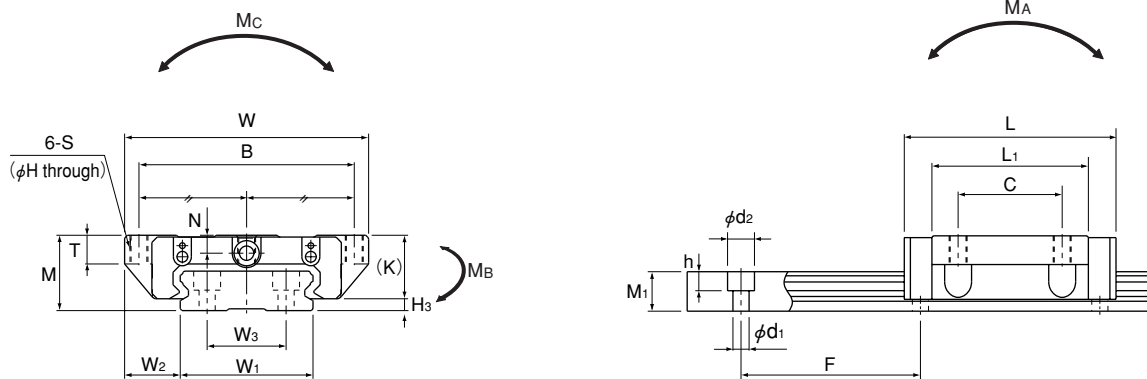 MC
MA
W
6-S
(φH through)
B
N
T
M
(K)
MB
H3
W3
W2
W1
L
L1
C
φd2
h
M1
φd1
F